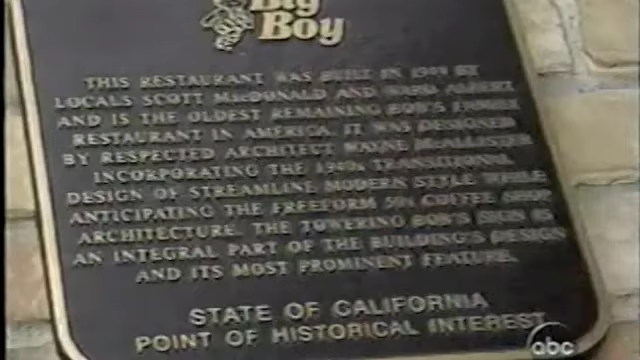 Big
Boy
THIS RESTAURANT WAS BUILT IN 1949 BY
LOCALS SCOTT MacDONALD AND WARD ALBERT
AND IS THE OLDEST REMAINING BOB'S
RESTAURANT IN AMERICA. IT WAS DESIGNED
BY RESPECTED ARCHITECT WAYNE McALLISTER
INCORPORATING THE 1940s TRANSITIONAL
DESIGN OF STREAMLINE MODERN STYLE WHILE
ANTICIPATING THE FREEFORM 50s COFFEE SHOP
ARCHITECTURE. THE TOWERING BOB'S SIGN IS
AN INTEGRAL PART OF THE BUILDING'S DESIGN
AND ITS MOST PROMINENT FEATURE.
STATE OF CALIFORNIA
POINT OF HISTORICAL INTEREST
abc